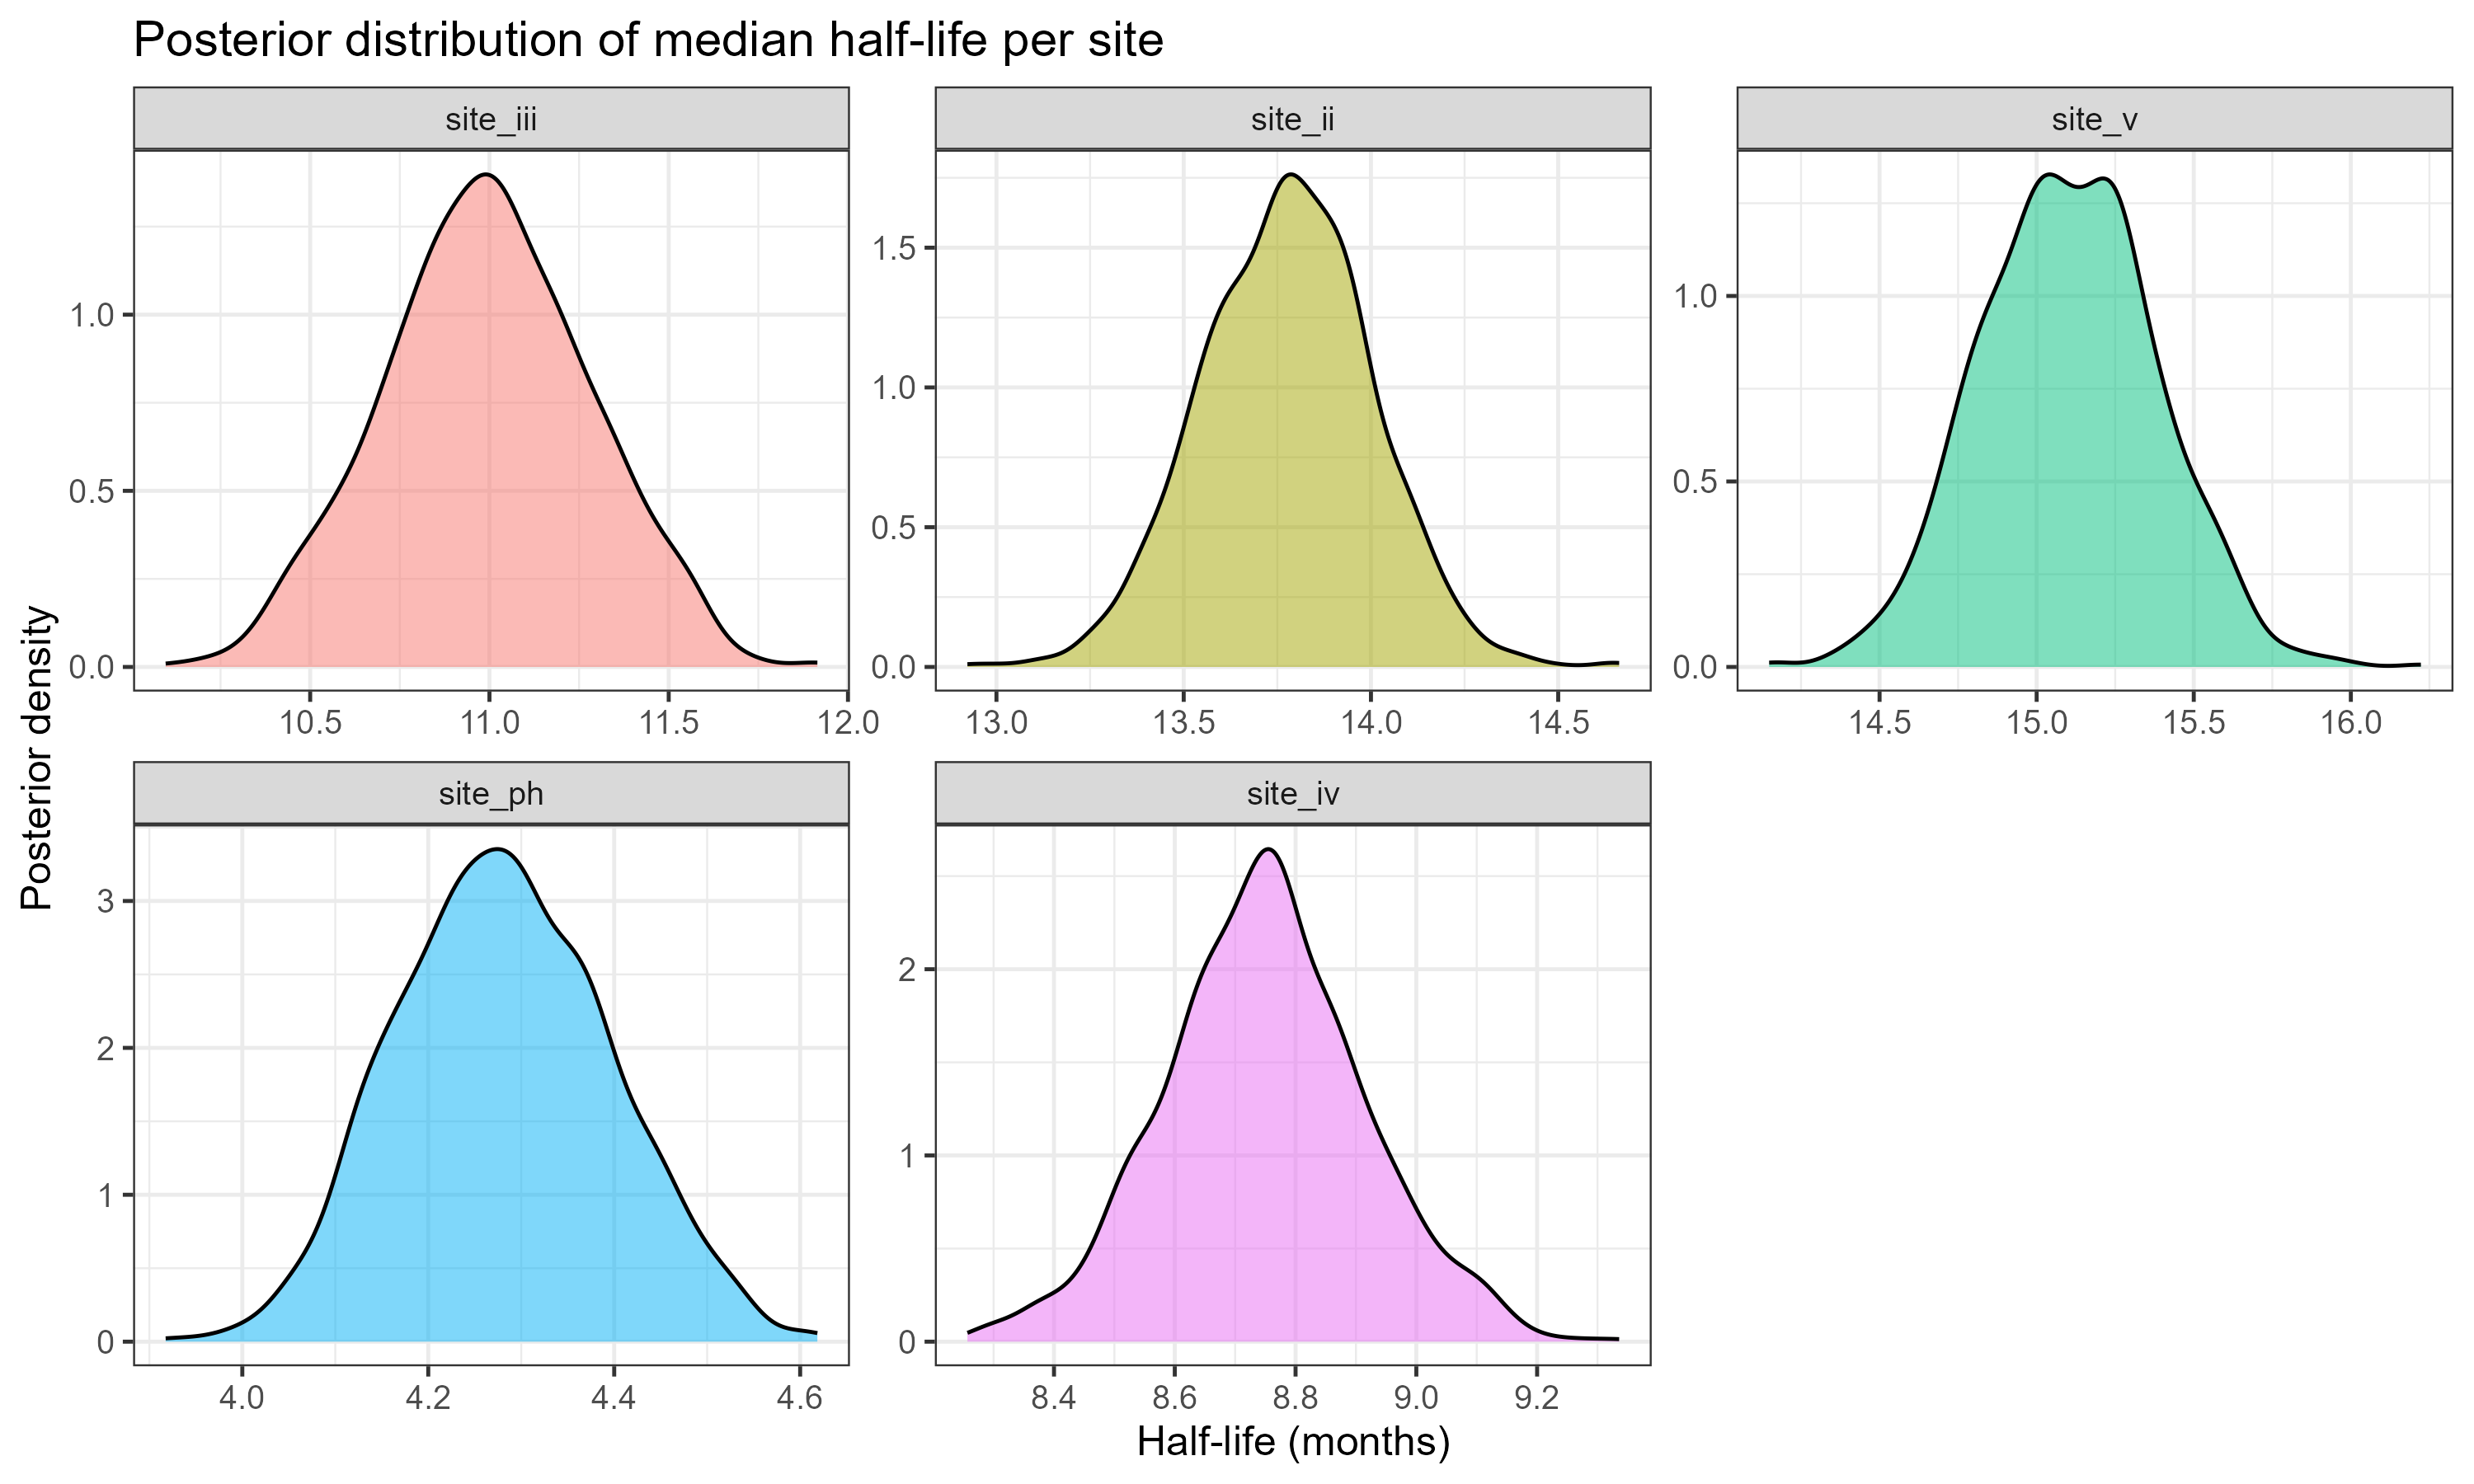 Posterior distribution of median half-life per site
site_iii
site_ii
site_v
1.0
0.5
0.0
1.5
1.0
0.5
0.0
1.0
0.5
0.0
10.5 11.0 11.5 12.0
13.0 13.5 14.0 14.5
14.5 15.0 15.5 16.0
Posterior density
site_ph
site_iv
3
2
1
0
2
1
0
4.0 4.2 4.4 4.6
8.4 8.6 8.8 9.0 9.2
Half-life (months)